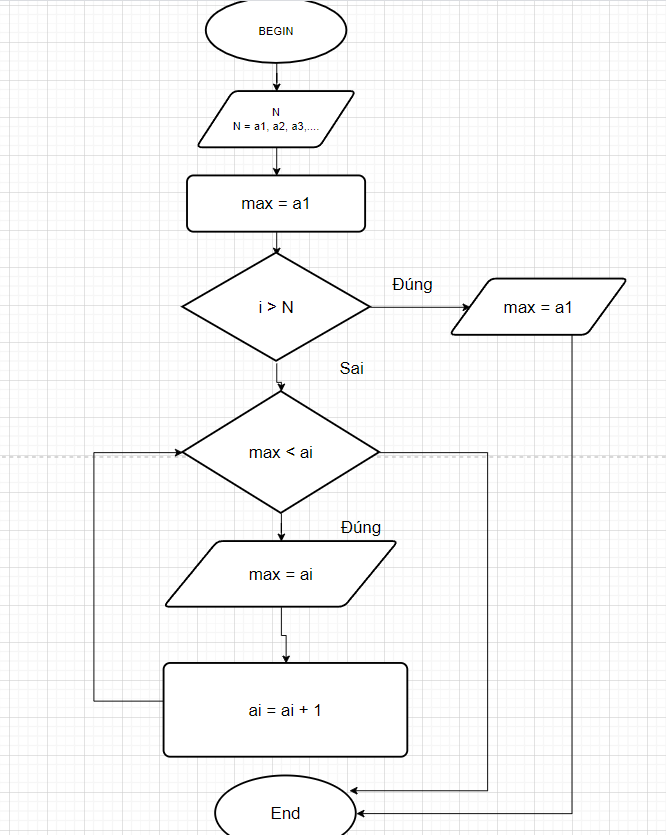 BEGIN
N
N = a1, a2, a3,....
max = a1
i > N
Đúng
max = a1
Sai
max < ai
Đúng
max = ai
ai = ai + 1
End